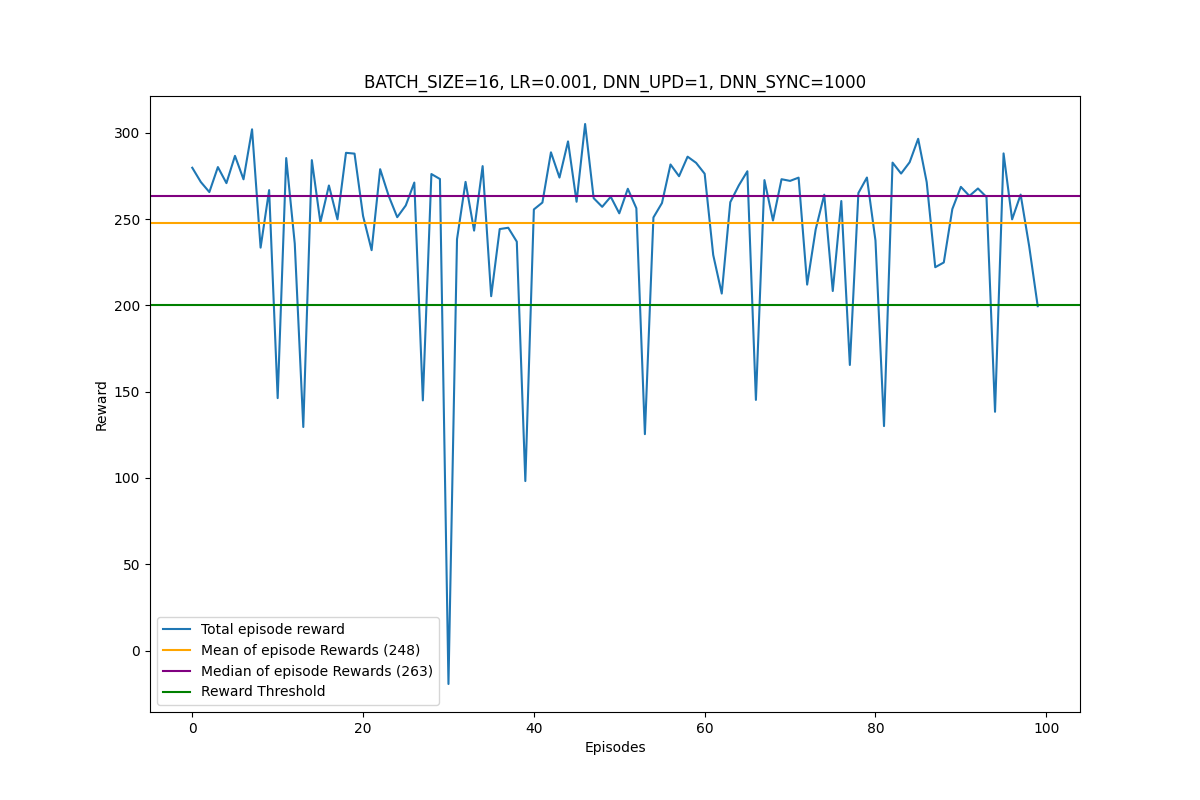 BATCH_SIZE=16, LR=0.001, DNN_UPD=1, DNN_SYNC=1000
300
250
200
150
100
50
0
Reward
Total episode reward
Mean of episode Rewards (248)
Median of episode Rewards (263)
Reward Threshold
0 20 40 60 80 100
Episodes